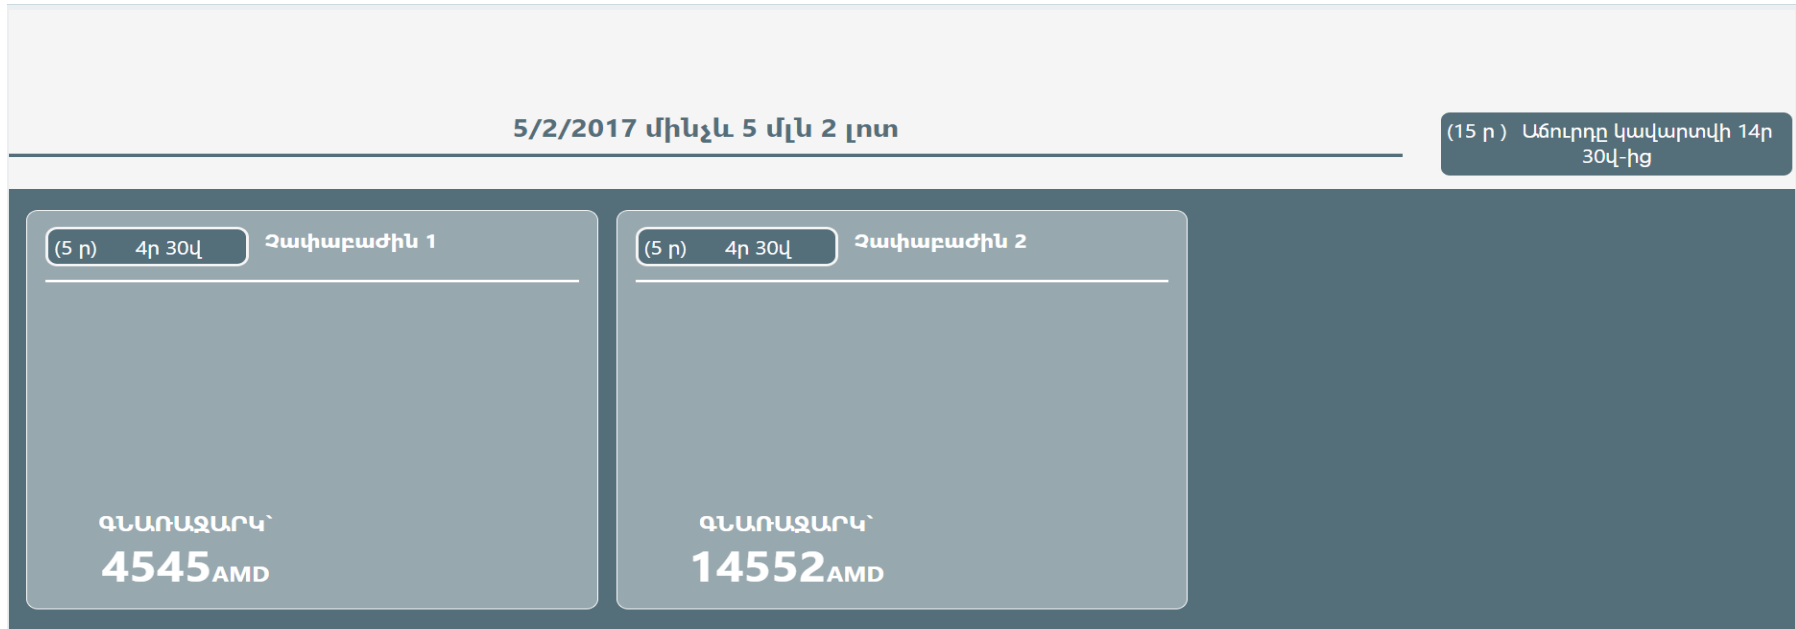 5/2/2017 մինչև 5 մլն 2 լոտ
(15 ր ) Աճուրդը կավարտվի 14ր
30վ-ից
(5 ր) 4ր 30վ Չափաբաժին 1
(5 ր) 4ր 30վ Չափաբաժին 2
ԳՆԱՌԱՋԱՐԿ՝
4545AMD
ԳՆԱՌԱՋԱՐԿ՝
14552AMD